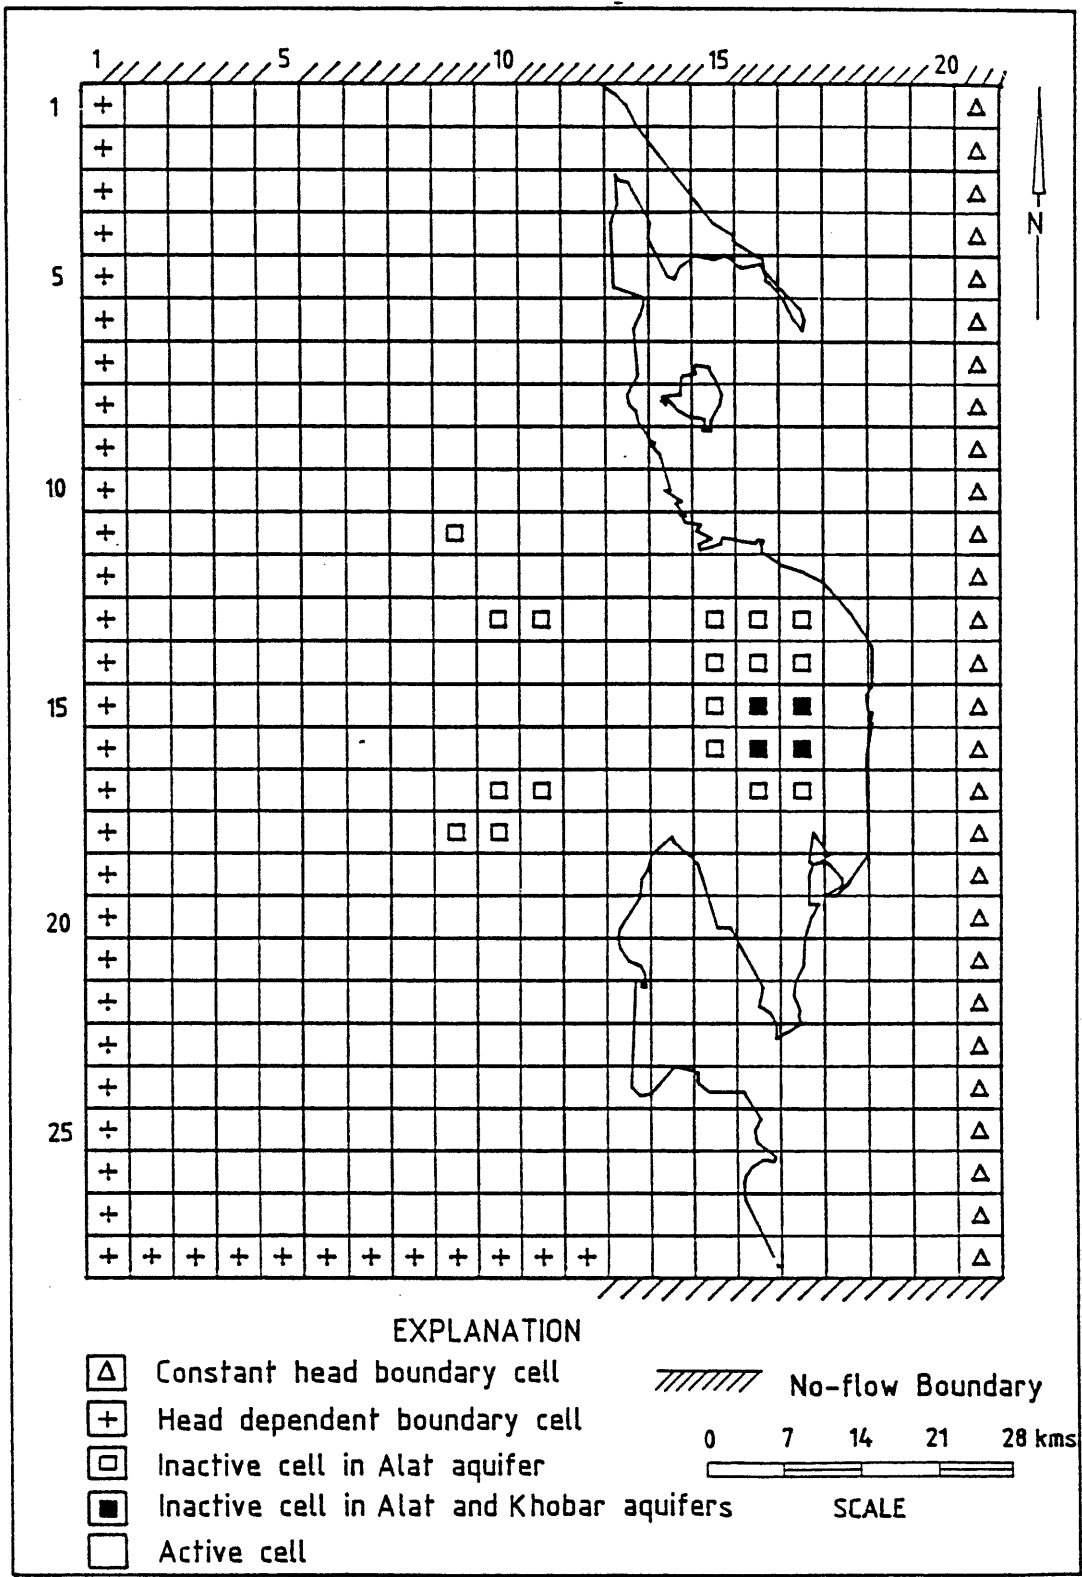 1 5 10 15 20
1
N
5
10
15
20
25
EXPLANATION
Constant head boundary cell
No-flow Boundary
Head dependent boundary cell
0 7 14 21 28 kms
Inactive cell in Alat aquifer
Inactive cell in Alat and Khobar aquifers
SCALE
Active cell